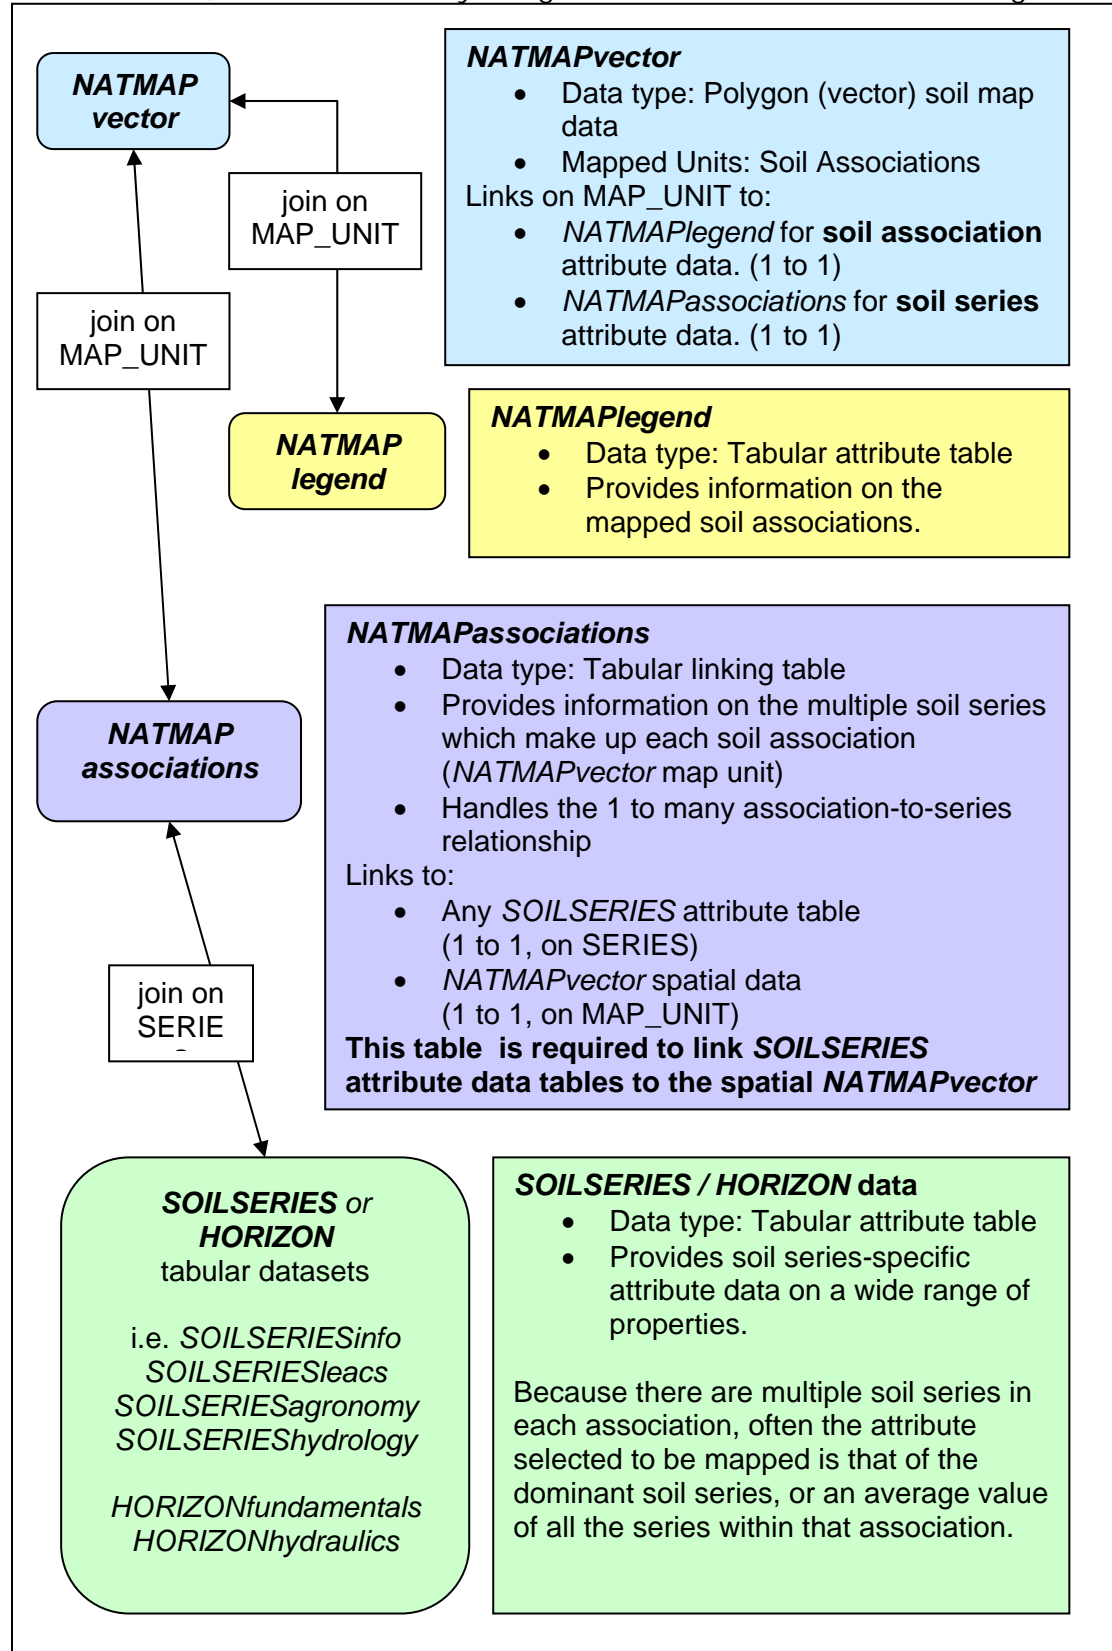 NATMAP
vector
join on
MAP_UNIT
join on
MAP_UNIT
NATMAPvector
• Data type: Polygon (vector) soil map
data
• Mapped Units: Soil Associations
Links on MAP_UNIT to:
• NATMAPlegend for soil association
attribute data. (1 to 1)
• NATMAPassociations for soil series
attribute data. (1 to 1)
NATMAP
legend
NATMAPlegend
• Data type: Tabular attribute table
• Provides information on the
mapped soil associations.
NATMAP
associations
NATMAPassociations
• Data type: Tabular linking table
• Provides information on the multiple soil series
which make up each soil association
(NATMAPvector map unit)
• Handles the 1 to many association-to-series
relationship
Links to:
• Any SOILSERIES attribute table
(1 to 1, on SERIES)
• NATMAPvector spatial data
(1 to 1, on MAP_UNIT)
This table is required to link SOILSERIES
attribute data tables to the spatial NATMAPvector
join on
SERIE
SOILSERIES or
HORIZON
tabular datasets
i.e. SOILSERIESinfo
SOILSERIESleacs
SOILSERIESagronomy
SOILSERIEShydrology
HORIZONfundamentals
HORIZONhydraulics
SOILSERIES / HORIZON data
• Data type: Tabular attribute table
• Provides soil series-specific
attribute data on a wide range of
properties.
Because there are multiple soil series in
each association, often the attribute
selected to be mapped is that of the
dominant soil series, or an average value
of all the series within that association.